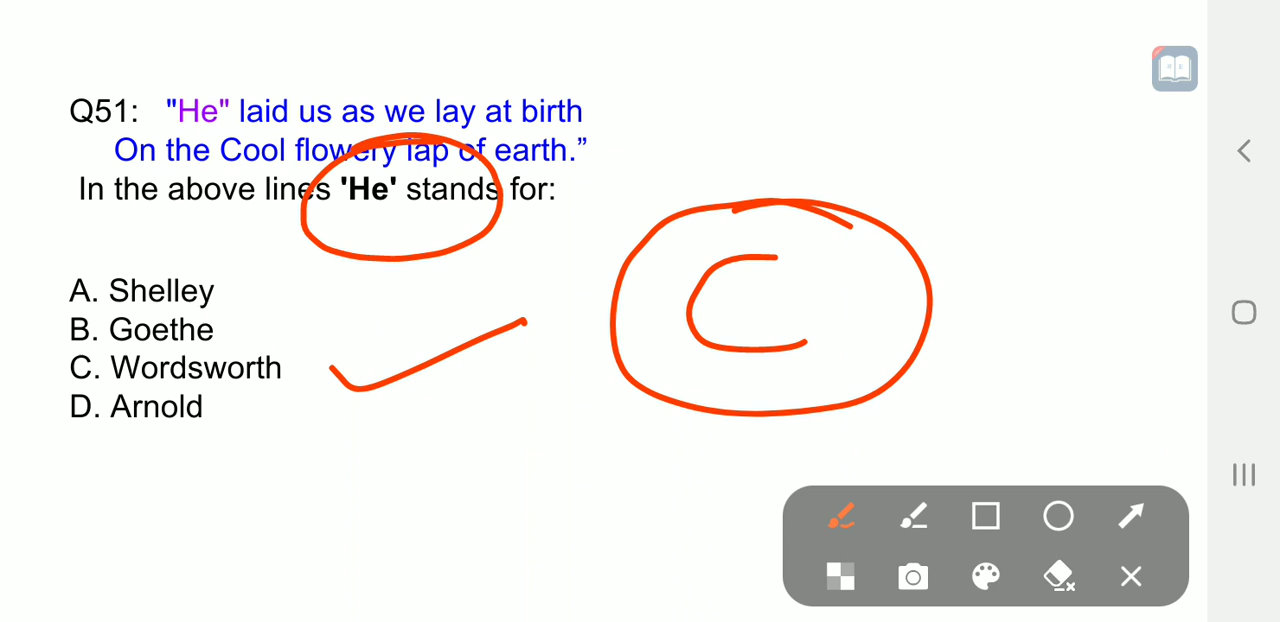 Q51: "He" laid us as we lay at birth
On the Cool flowery lap of earth.”
In the above lines 'He' stands for:
A. Shelley
B. Goethe
C. Wordsworth
D. Arnold
C